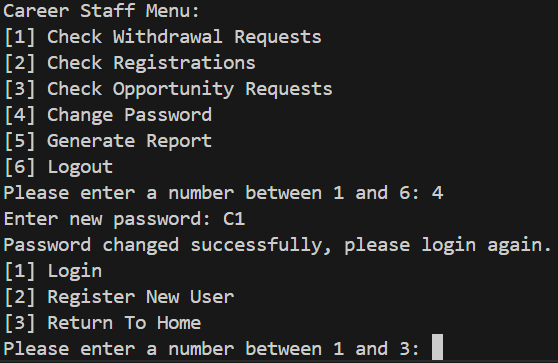 Career Staff Menu:
[1] Check Withdrawal Requests
[2] Check Registrations
[3] Check Opportunity Requests
[4] Change Password
[5] Generate Report
[6] Logout
Please enter a number between 1 and 6: 4
Enter new password: C1
Password changed successfully, please login again.
[1] Login
[2] Register New User
[3] Return To Home
Please enter a number between 1 and 3: